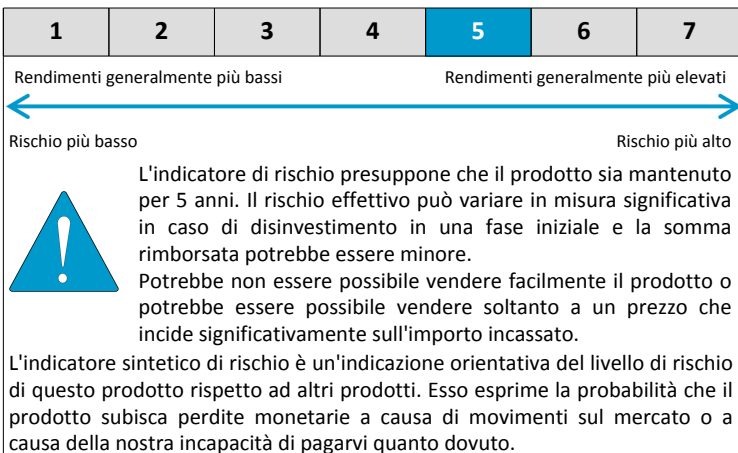 1 2 3 4 5 6 7
Rendimenti generalmente più bassi Rendimenti generalmente più elevati
Rischio più basso Rischio più alto
L'indicatore di rischio presuppone che il prodotto sia mantenuto
per 5 anni. Il rischio effettivo può variare in misura significativa
in caso di disinvestimento in una fase iniziale e la somma
rimborsata potrebbe essere minore.
Potrebbe non essere possibile vendere facilmente il prodotto o
potrebbe essere possibile vendere soltanto a un prezzo che
incide significativamente sull'importo incassato.
L'indicatore sintetico di rischio è un'indicazione orientativa del livello di rischio
di questo prodotto rispetto ad altri prodotti. Esso esprime la probabilità che il
prodotto subisca perdite monetarie a causa di movimenti sul mercato o a
causa della nostra incapacità di pagarvi quanto dovuto.